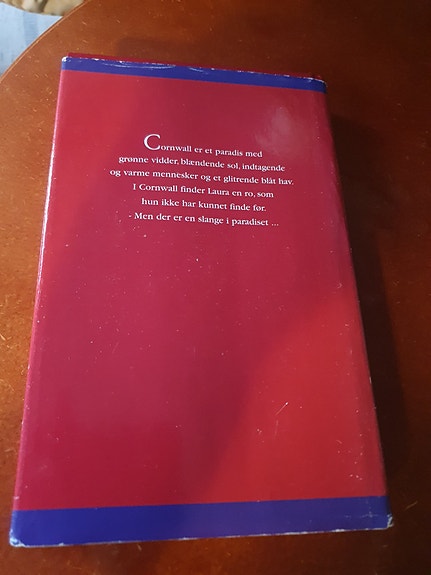 Cornwall er et paradis med
grønne vidder, blændende sol, indtagende
og varme mennesker og et glitrende blåt hav.
I Cornwall finder Laura en ro, som
hun ikke har kunnet finde før.
- Men der er en slange i paradiset ...